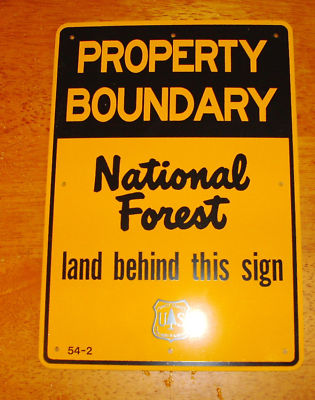 PROPERTY
BOUNDARY
National
Forest
land behind this sign
U S
54-2